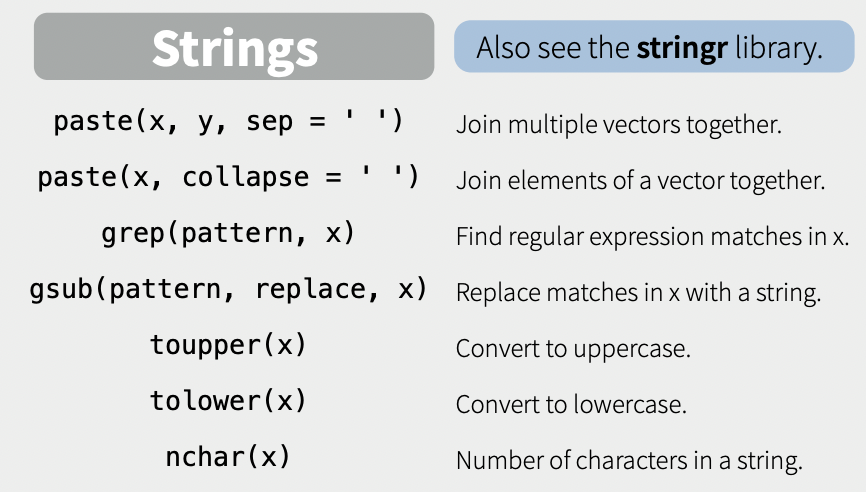 Strings
Also see the stringr library.
paste(x, y, sep = ' ') Join multiple vectors together.
paste(x, collapse = ' ') Join elements of a vector together.
grep(pattern, x) Find regular expression matches in x.
gsub(pattern, replace, x) Replace matches in x with a string.
toupper(x) Convert to uppercase.
tolower(x) Convert to lowercase.
nchar(x) Number of characters in a string.